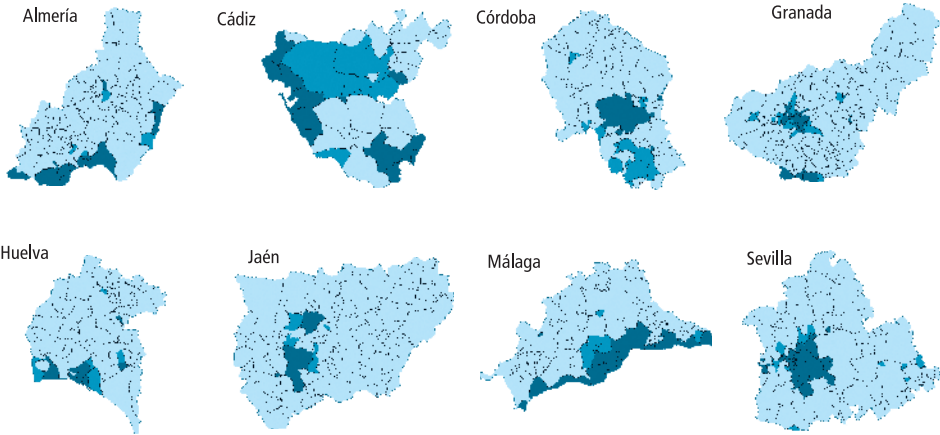 Almería
Cádiz
Córdoba
Granada
Huelva
Jaén
Málaga
Sevilla